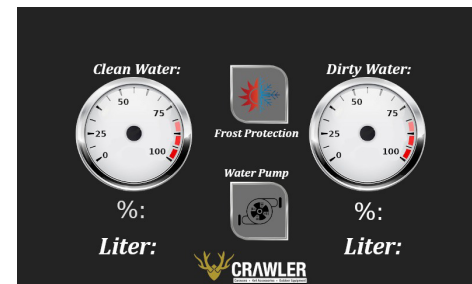 Clean Water:
50
75
25
0
100
%:
Liter:
Frost Protection
Water Pump
Dirty Water:
50
75
25
0
100
%:
Liter:
CRAWLER